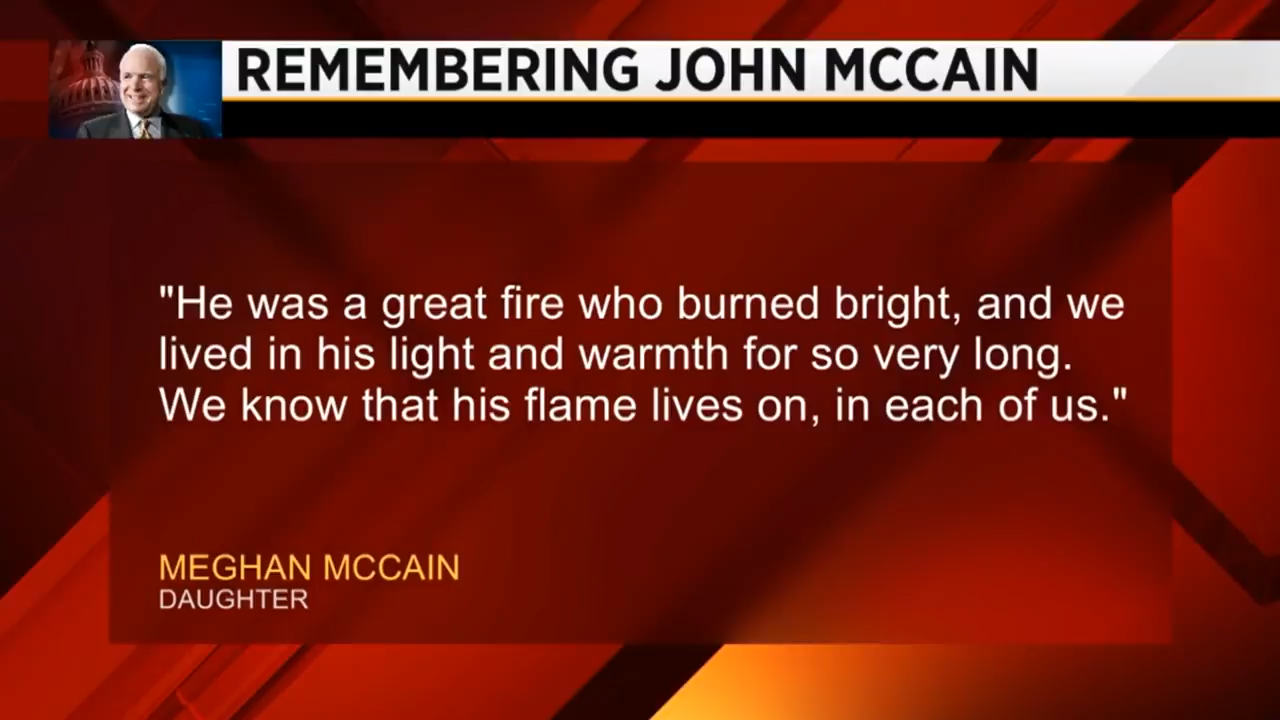 REMEMBERING JOHN MCCAIN
"He was a great fire who burned bright, and we
lived in his light and warmth for so very long.
We know that his flame lives on, in each of us."
MEGHAN MCCAIN
DAUGHTER